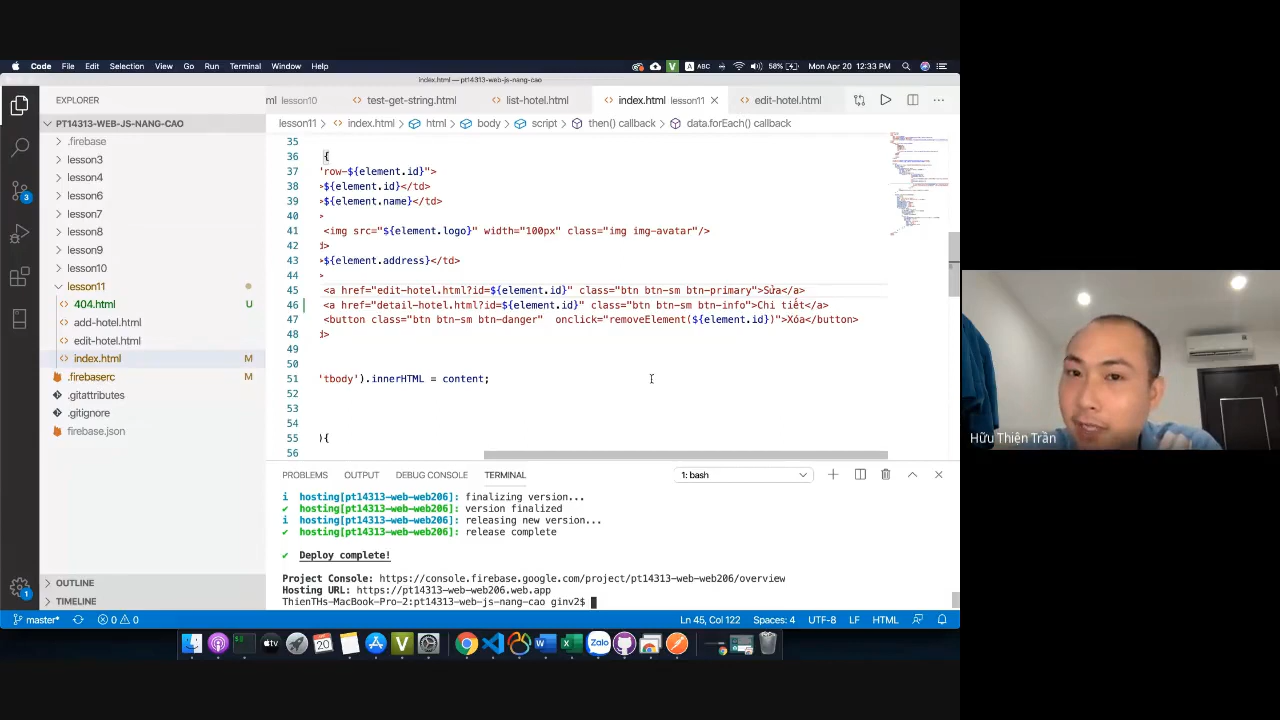 Code File Edit Selection View Go Run Terminal Window Help
V A ABC 58% Mon Apr 20 12:33 PM
index.html — pt14313-web-js-nang-cao
EXPLORER
ml lesson10 test-get-string.html list-hotel.html index.html lesson11 edit-hotel.html
PT14313-WEB-JS-NANG-CAO
lesson11 > index.html > html > body > script > then() callback > data.forEach() callback
.firebase
lesson3
lesson4
lesson6
lesson7
lesson8
lesson9
lesson10
lesson11
404.html U
add-hotel.html
edit-hotel.html
index.html M
.firebaserc M
.gitattributes
.gitignore
firebase.json
OUTLINE
TIMELINE
3
1
35
36 {
37 row-${element.id}">
38 >${element.id}</td>
39 >${element.name}</td>
40 >
41 <img src="${element.logo}" width="100px" class="img img-avatar"/>
42 d>
43 >${element.address}</td>
44 >
45 <a href="edit-hotel.html?id=${element.id}" class="btn btn-sm btn-primary">Sửa</a>
46 <a href="detail-hotel.html?id=${element.id}" class="btn btn-sm btn-info">Chi tiết</a>
47 <button class="btn btn-sm btn-danger" onclick="removeElement(${element.id})">Xóa</button>
48 d>
49
50
51 'tbody').innerHTML = content;
52
53
54
55 ){
56
PROBLEMS OUTPUT DEBUG CONSOLE TERMINAL 1: bash
i hosting[pt14313-web-web206]: finalizing version...
✔ hosting[pt14313-web-web206]: version finalized
i hosting[pt14313-web-web206]: releasing new version...
✔ hosting[pt14313-web-web206]: release complete
✔ Deploy complete!
Project Console: https://console.firebase.google.com/project/pt14313-web-web206/overview
Hosting URL: https://pt14313-web-web206.web.app
ThienTHs-MacBook-Pro-2:pt14313-web-js-nang-cao ginv2$
master* 0 0 Ln 45, Col 122 Spaces: 4 UTF-8 LF HTML
tv 20 V W X Zalo
Hữu Thiện Trần